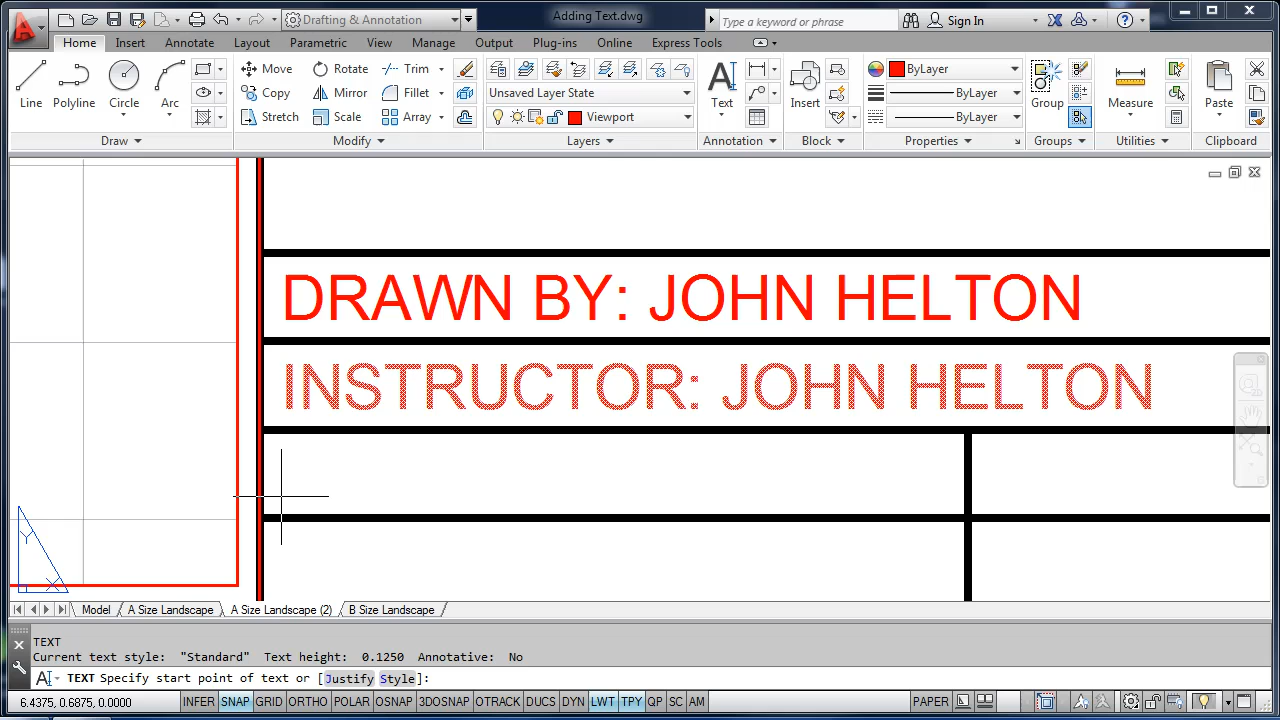 Drafting & Annotation
Adding Text.dwg
Type a keyword or phrase
Sign In
Home Insert Annotate Layout Parametric View Manage Output Plug-ins Online Express Tools
Line Polyline Circle Arc
Move Rotate Trim
Copy Mirror Fillet
Stretch Scale Array
Unsaved Layer State
Viewport
Text
Insert
ByLayer
ByLayer
ByLayer
Group
Measure
Paste
Draw Modify Layers Annotation Block Properties Groups Utilities Clipboard
DRAWN BY: JOHN HELTON
INSTRUCTOR: JOHN HELTON
Y
X
Model A Size Landscape A Size Landscape (2) B Size Landscape
TEXT
Current text style: "Standard" Text height: 0.1250 Annotative: No
TEXT Specify start point of text or [Justify Style]:
6.4375, 0.6875, 0.0000 INFER SNAP GRID ORTHO POLAR OSNAP 3DOSNAP OTRACK DUCS DYN LWT TPY QP SC AM PAPER